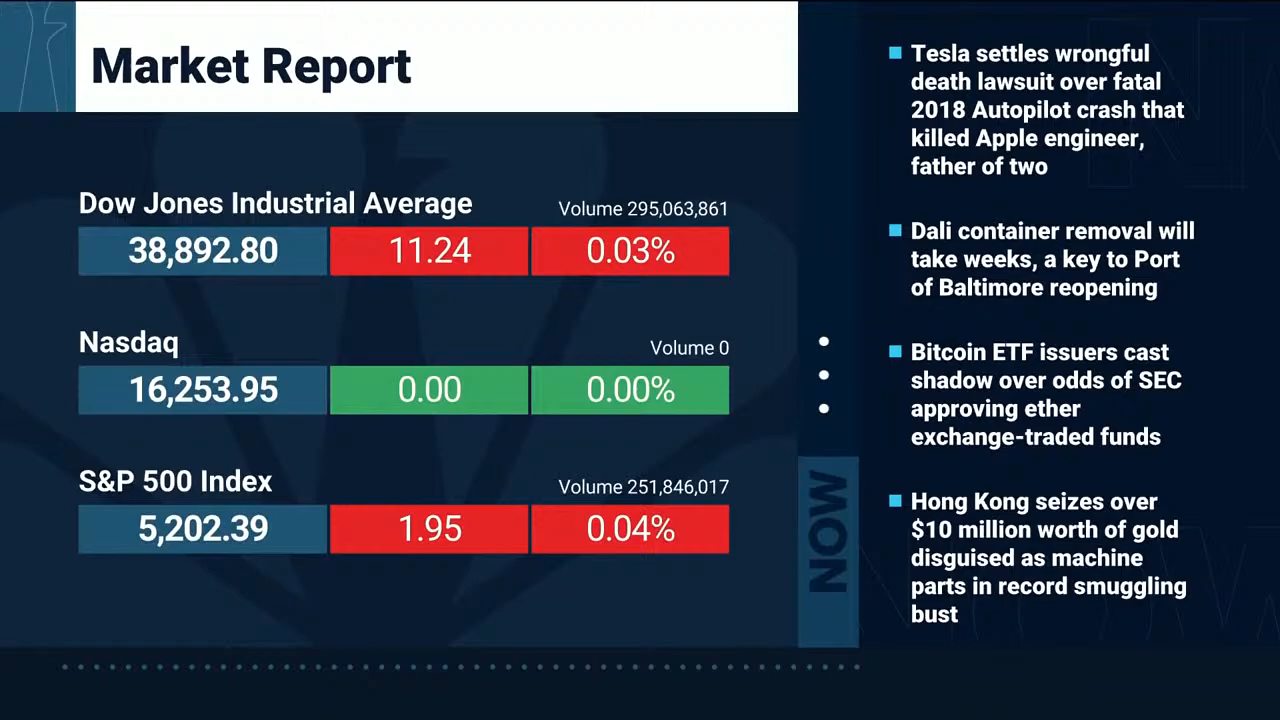 Market Report
Dow Jones Industrial Average
Volume 295,063,861
38,892.80
11.24
0.03%
Nasdaq
Volume 0
16,253.95
0.00
0.00%
S&P 500 Index
Volume 251,846,017
5,202.39
1.95
0.04%
NOW
Tesla settles wrongful
death lawsuit over fatal
2018 Autopilot crash that
killed Apple engineer,
father of two
Dali container removal will
take weeks, a key to Port
of Baltimore reopening
Bitcoin ETF issuers cast
shadow over odds of SEC
approving ether
exchange-traded funds
Hong Kong seizes over
$10 million worth of gold
disguised as machine
parts in record smuggling
bust